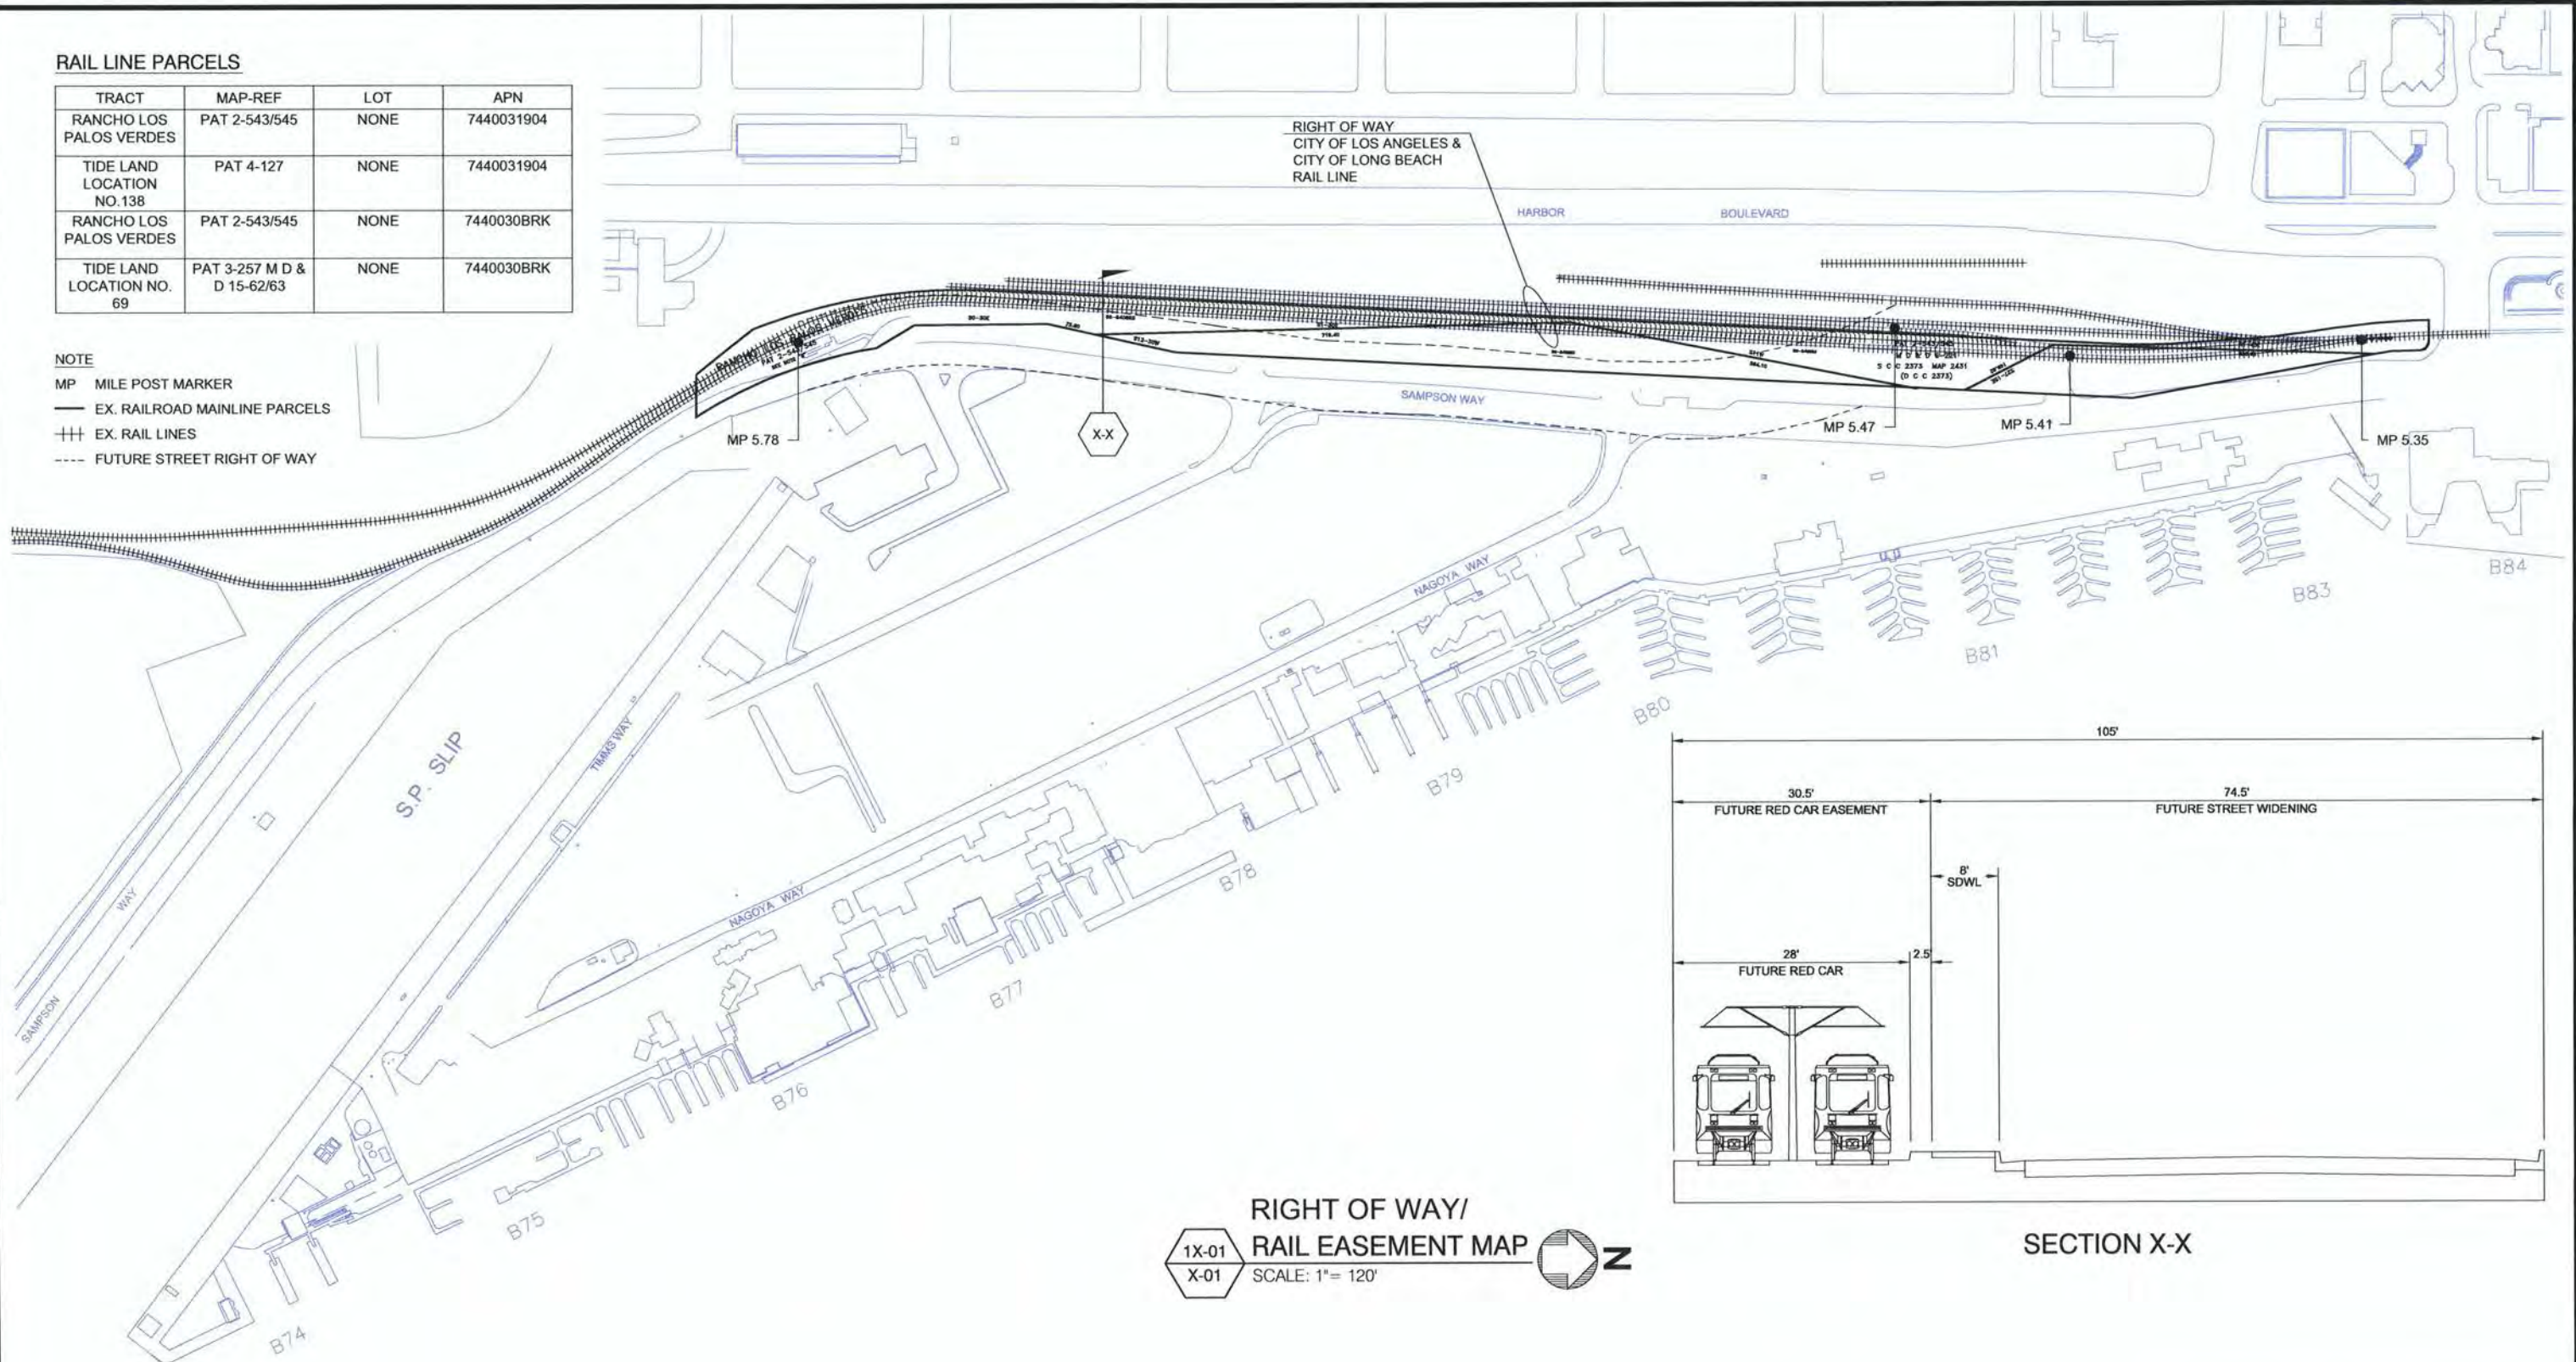 RAIL LINE PARCELS
TRACT MAP-REF LOT APN
RANCHO LOS PALOS VERDES PAT 2-543/545 NONE 7440031904
TIDE LAND LOCATION NO.138 PAT 4-127 NONE 7440031904
RANCHO LOS PALOS VERDES PAT 2-543/545 NONE 7440030BRK
TIDE LAND LOCATION NO. 69 PAT 3-257 M D & D 15-62/63 NONE 7440030BRK
NOTE
MP MILE POST MARKER
EX. RAILROAD MAINLINE PARCELS
EX. RAIL LINES
FUTURE STREET RIGHT OF WAY
RIGHT OF WAY
CITY OF LOS ANGELES &
CITY OF LONG BEACH
RAIL LINE
HARBOR BOULEVARD
S C C 2373 MAP 2431
(D C C 2373)
SAMPSON WAY
MP 5.78
X-X
MP 5.47
MP 5.41
MP 5.35
NAGOYA WAY
B84
B83
B81
B80
B79
B78
B77
B76
B75
B74
S.P. SLIP
TIMMS WAY
NAGOYA WAY
SAMPSON WAY
105'
30.5'
FUTURE RED CAR EASEMENT
74.5'
FUTURE STREET WIDENING
8'
SDWL
28'
FUTURE RED CAR
2.5'
SECTION X-X
RIGHT OF WAY/
RAIL EASEMENT MAP
1X-01
X-01
SCALE: 1"= 120'
N